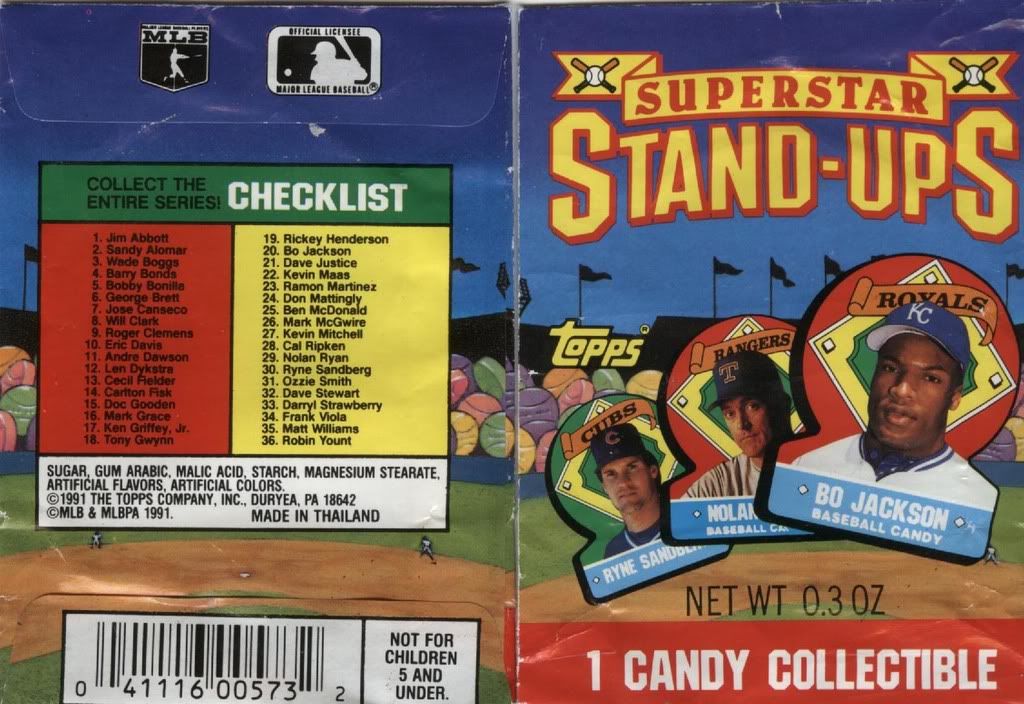 MAJOR LEAGUE BASEBALL PLAYERS
MLB
OFFICIAL LICENSEE
MAJOR LEAGUE BASEBALL®
COLLECT THE
ENTIRE SERIES! CHECKLIST
1. Jim Abbott
2. Sandy Alomar
3. Wade Boggs
4. Barry Bonds
5. Bobby Bonilla
6. George Brett
7. Jose Canseco
8. Will Clark
9. Roger Clemens
10. Eric Davis
11. Andre Dawson
12. Len Dykstra
13. Cecil Fielder
14. Carlton Fisk
15. Doc Gooden
16. Mark Grace
17. Ken Griffey, Jr.
18. Tony Gwynn
19. Rickey Henderson
20. Bo Jackson
21. Dave Justice
22. Kevin Maas
23. Ramon Martinez
24. Don Mattingly
25. Ben McDonald
26. Mark McGwire
27. Kevin Mitchell
28. Cal Ripken
29. Nolan Ryan
30. Ryne Sandberg
31. Ozzie Smith
32. Dave Stewart
33. Darryl Strawberry
34. Frank Viola
35. Matt Williams
36. Robin Yount
SUGAR, GUM ARABIC, MALIC ACID, STARCH, MAGNESIUM STEARATE,
ARTIFICIAL FLAVORS, ARTIFICIAL COLORS.
©1991 THE TOPPS COMPANY, INC., DURYEA, PA 18642
©MLB & MLBPA 1991. MADE IN THAILAND
0 41116 00573 2
NOT FOR
CHILDREN
5 AND
UNDER.
SUPERSTAR
STAND-UPS
topps®
CUBS
C
RYNE SANDBE
RANGERS
T
NOLAN
BASEBALL CA
ROYALS
KC
BO JACKSON
BASEBALL CANDY
NET WT 0.3 OZ
1 CANDY COLLECTIBLE